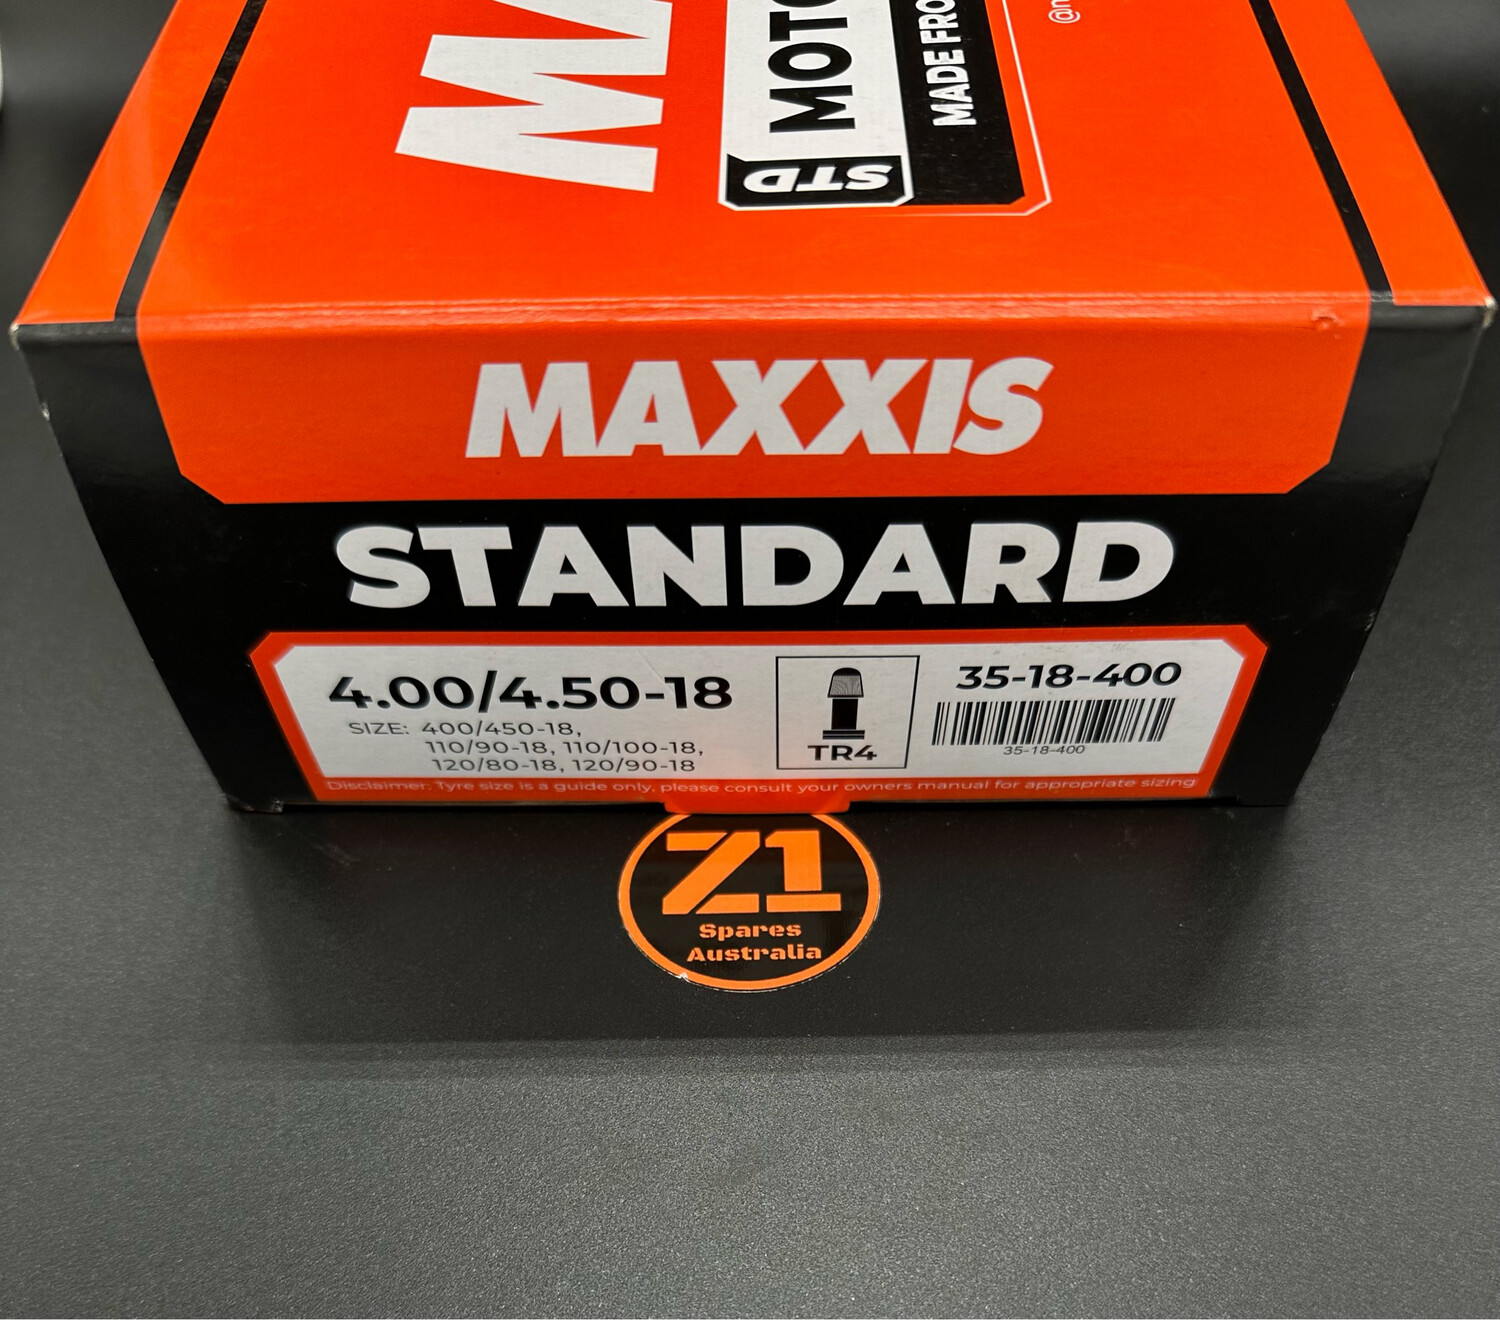 STD
MAXXIS
STANDARD
4.00/4.50-18
SIZE: 400/450-18,
110/90-18, 110/100-18,
120/80-18, 120/90-18
TR4
35-18-400
35-18-400
Disclaimer: Tyre size is a guide only, please consult your owners manual for appropriate sizing
Z1
Spares
Australia
MADE